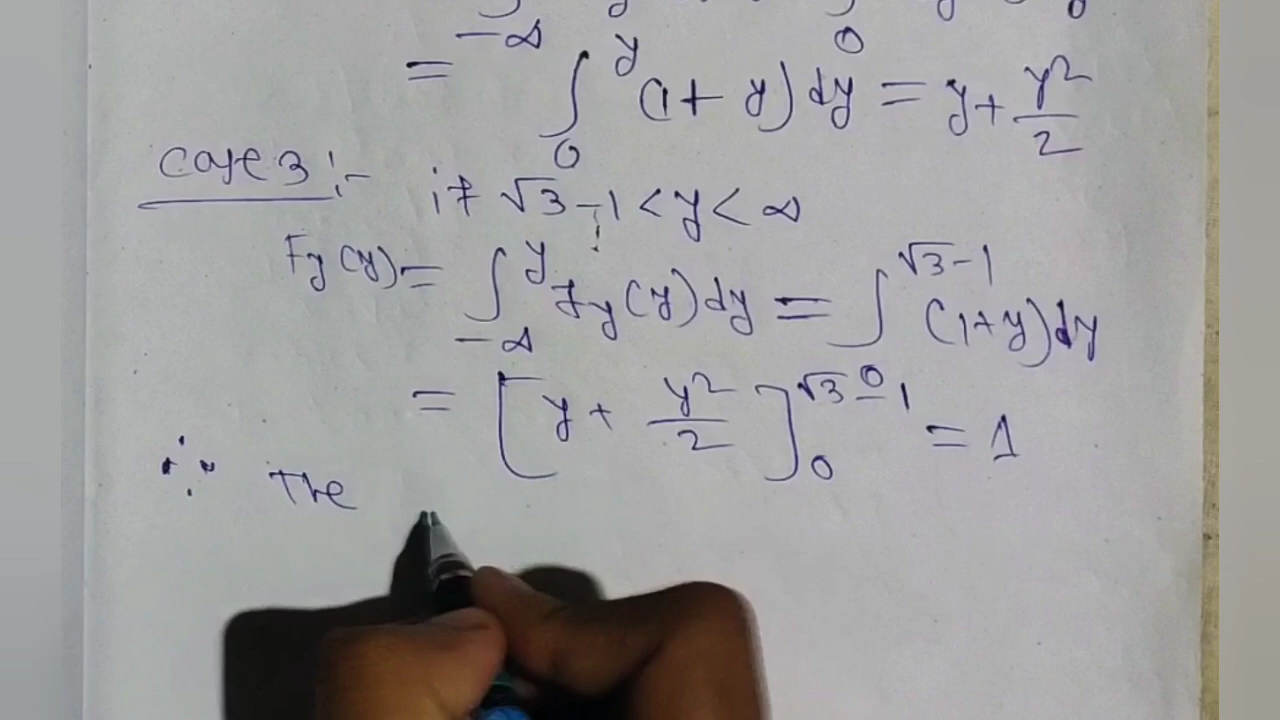 -∞ 0
= ∫₀^y (1+y) dy = y + y²/2
Case 3 :- if √3-1 < y < ∞
Fy(y) = ∫_{-∞}^y fy(y) dy = ∫₀^{√3-1} (1+y) dy
= [y + y²/2]₀^{√3-1} = 1
∴ The